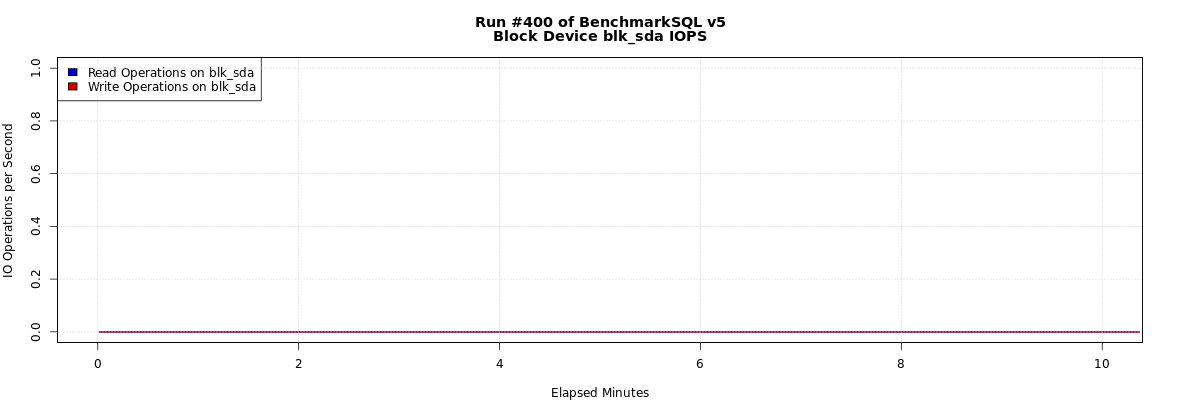 Run #400 of BenchmarkSQL v5
Block Device blk_sda IOPS
Read Operations on blk_sda
Write Operations on blk_sda
IO Operations per Second
1.0
0.8
0.6
0.4
0.2
0.0
0 2 4 6 8 10
Elapsed Minutes